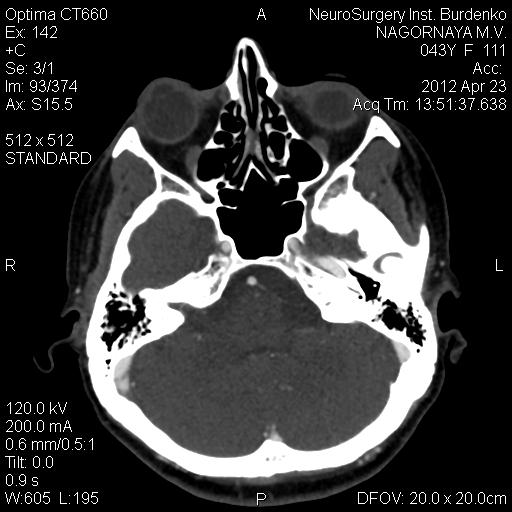 Optima CT660
Ex: 142
+C
Se: 3/1
Im: 93/374
Ax: S15.5
512 x 512
STANDARD
A
NeuroSurgery Inst. Burdenko
NAGORNAYA M.V.
043Y F 111
Acc:
2012 Apr 23
Acq Tm: 13:51:37.638
R
L
120.0 kV
200.0 mA
0.6 mm/0.5:1
Tilt: 0.0
0.9 s
W:605 L:195
P
DFOV: 20.0 x 20.0cm